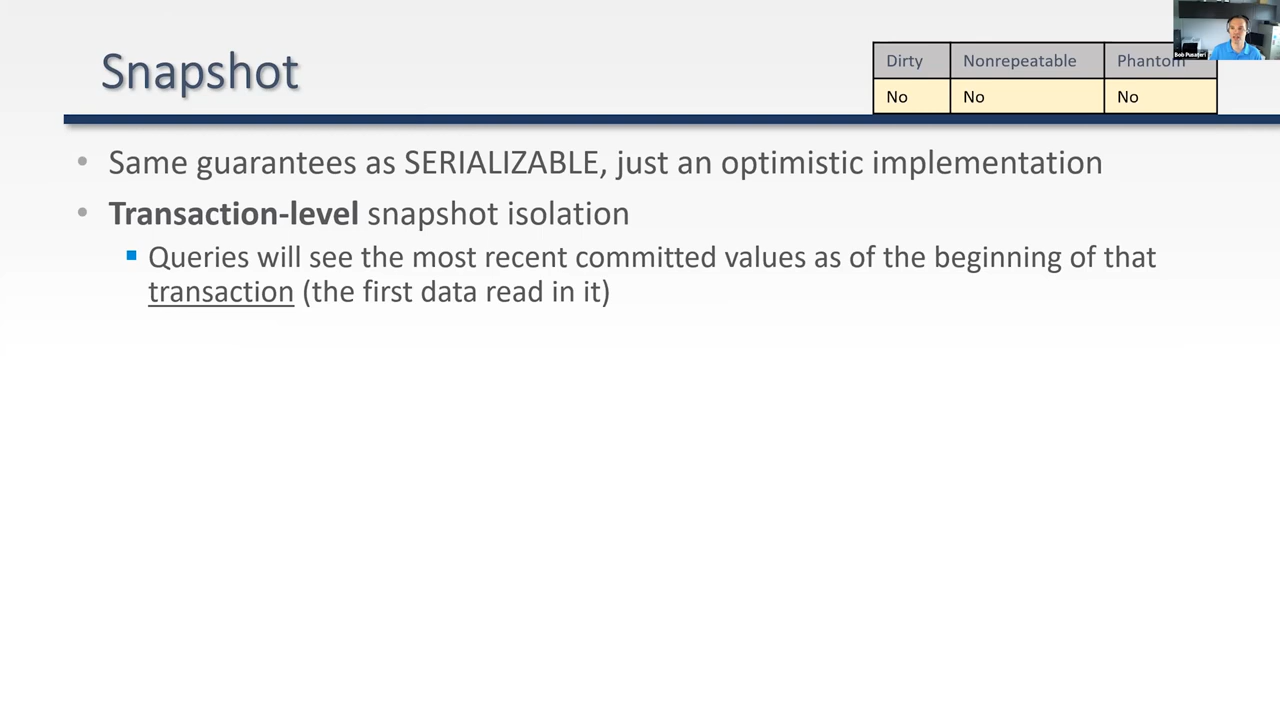 Snapshot
Dirty Nonrepeatable Phantom
No No No
Bob Pusateri
• Same guarantees as SERIALIZABLE, just an optimistic implementation
• Transaction-level snapshot isolation
▪ Queries will see the most recent committed values as of the beginning of that
transaction (the first data read in it)